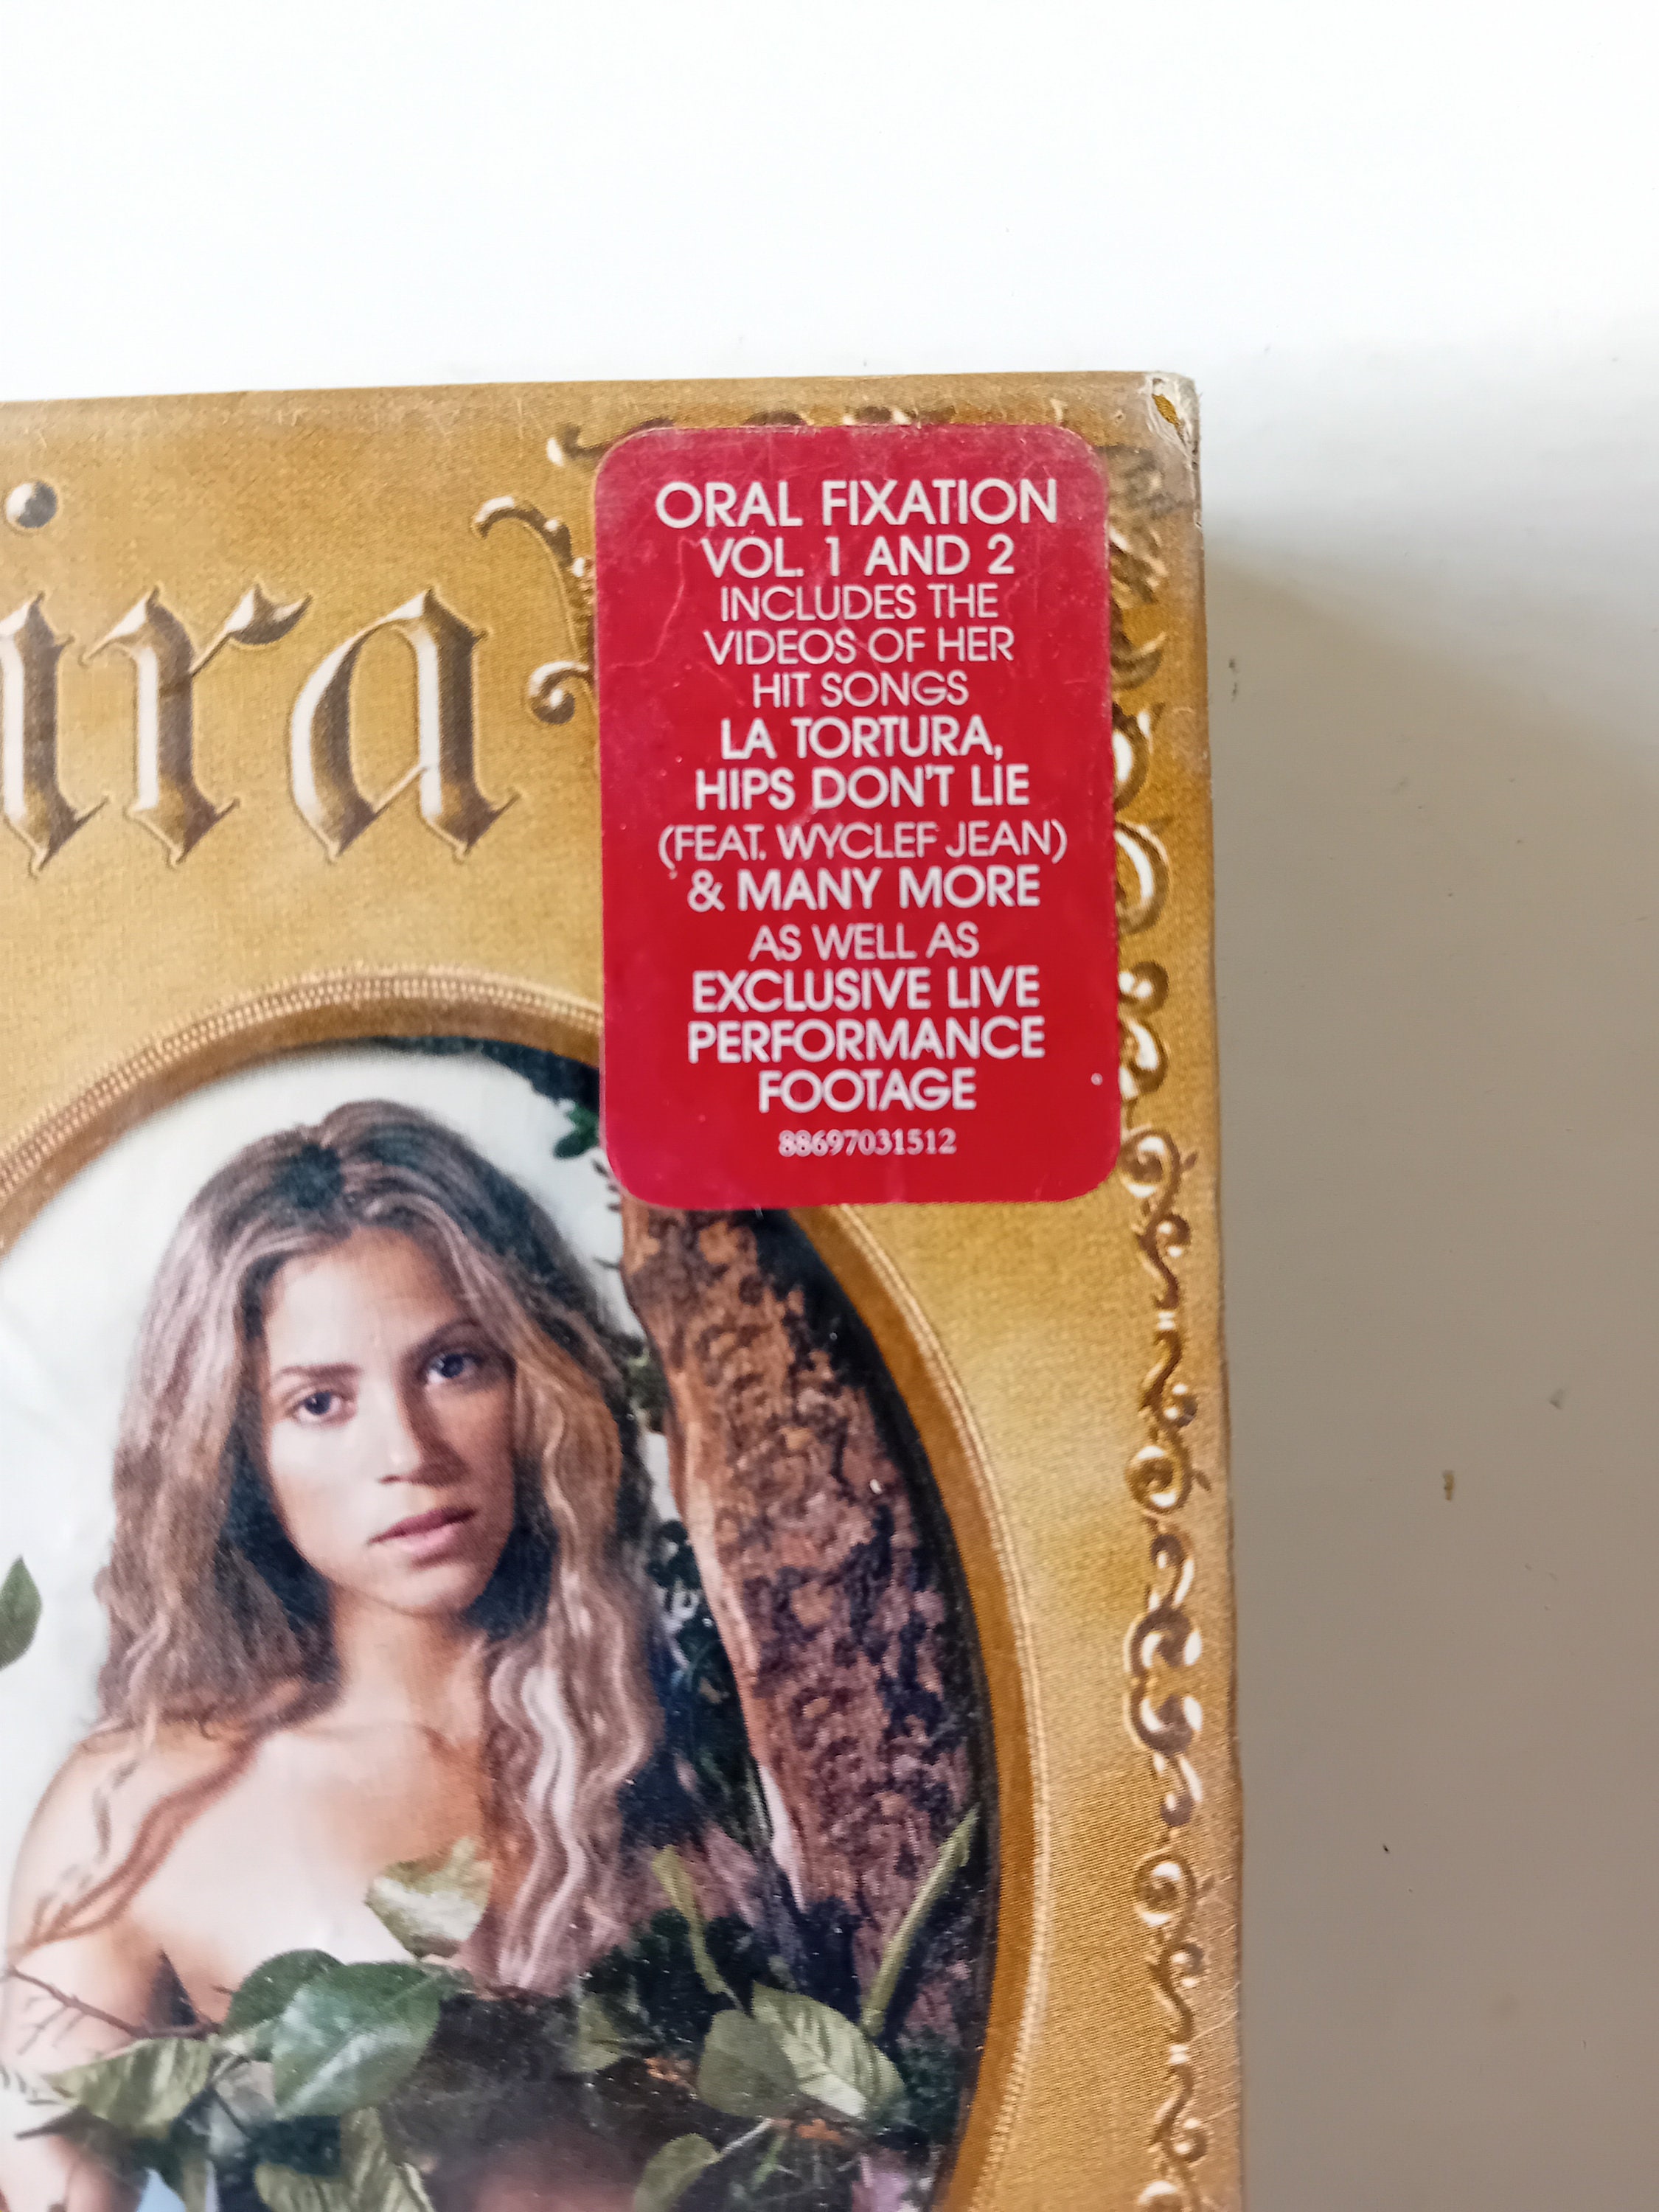 ira
ORAL FIXATION
VOL. 1 AND 2
INCLUDES THE
VIDEOS OF HER
HIT SONGS
LA TORTURA,
HIPS DON'T LIE
(FEAT. WYCLEF JEAN)
& MANY MORE
AS WELL AS
EXCLUSIVE LIVE
PERFORMANCE
FOOTAGE
88697031512